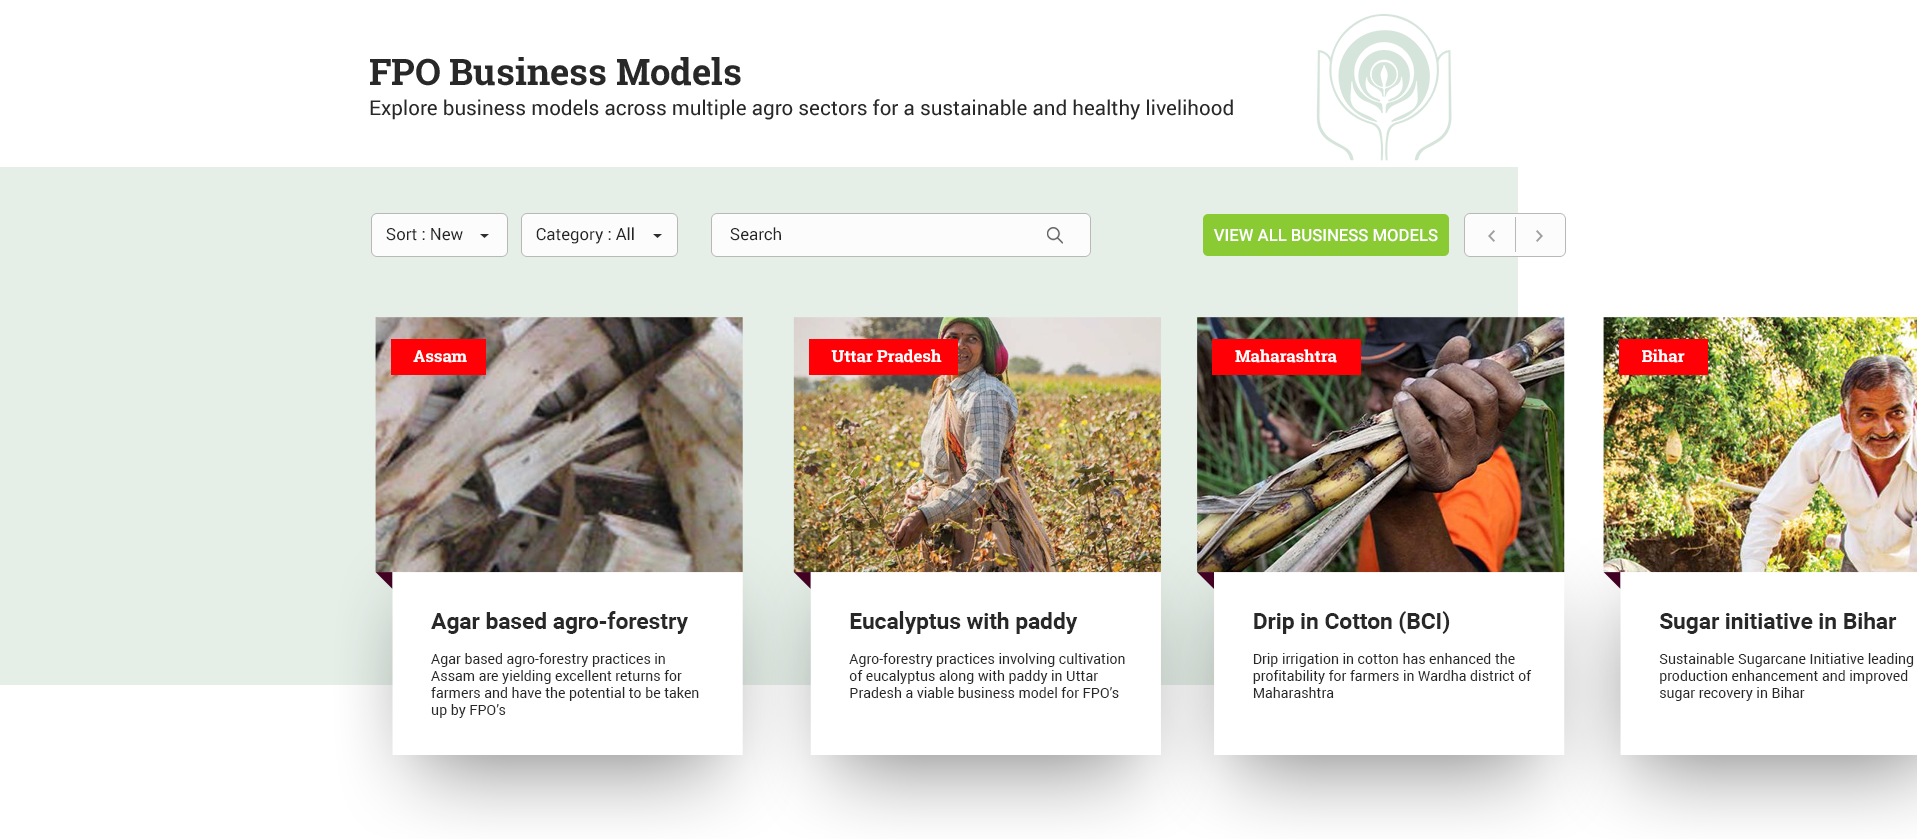 FPO Business Models
Explore business models across multiple agro sectors for a sustainable and healthy livelihood
Sort : New
Category : All
Search
VIEW ALL BUSINESS MODELS
Assam
Agar based agro-forestry
Agar based agro-forestry practices in
Assam are yielding excellent returns for
farmers and have the potential to be taken
up by FPO's
Uttar Pradesh
Eucalyptus with paddy
Agro-forestry practices involving cultivation
of eucalyptus along with paddy in Uttar
Pradesh a viable business model for FPO's
Maharashtra
Drip in Cotton (BCI)
Drip irrigation in cotton has enhanced the
profitability for farmers in Wardha district of
Maharashtra
Bihar
Sugar initiative in Bihar
Sustainable Sugarcane Initiative leading
production enhancement and improved
sugar recovery in Bihar